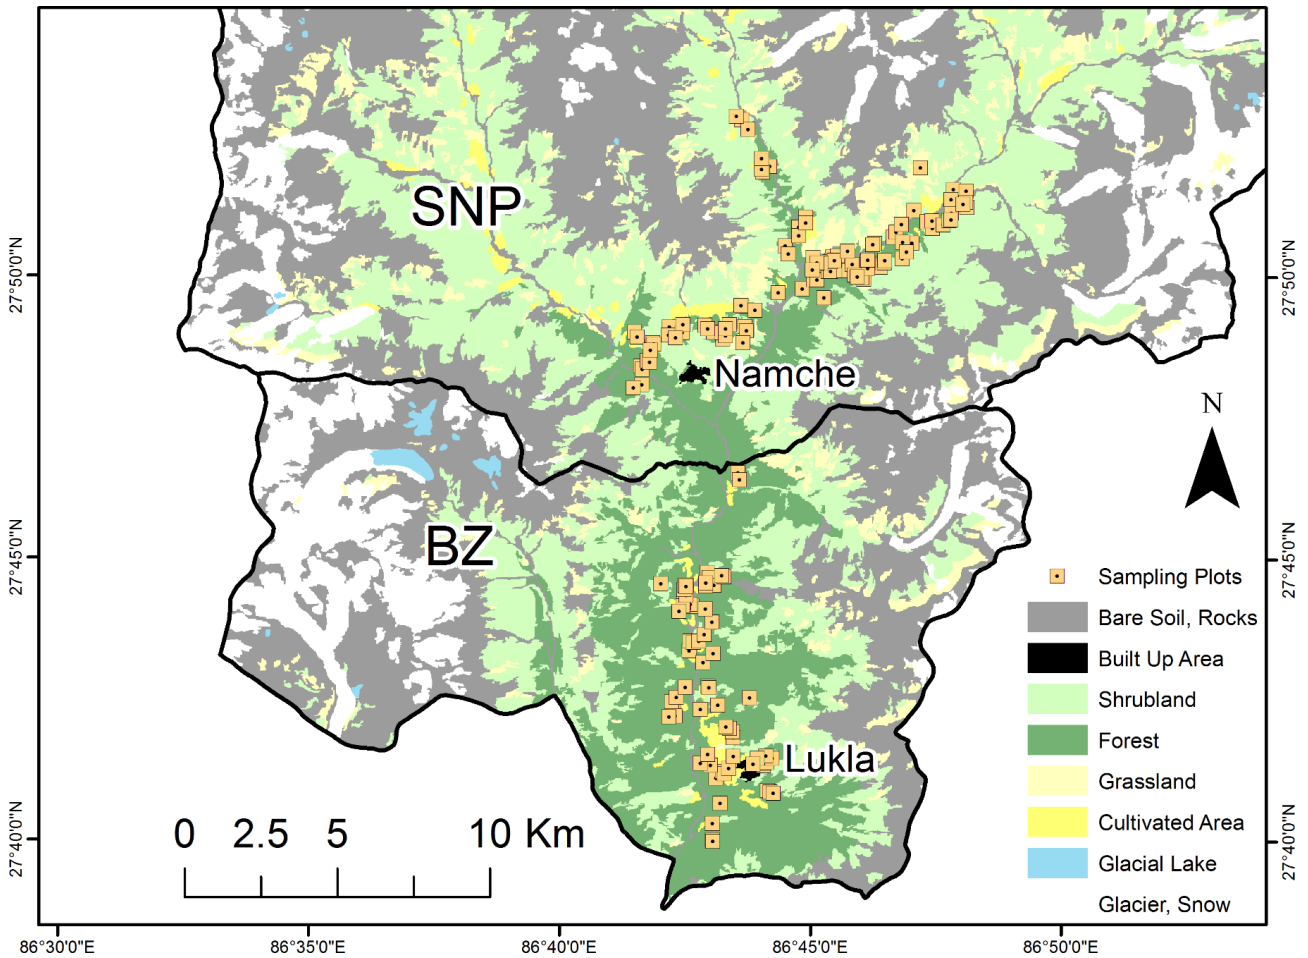 SNP
Namche
N
BZ
Lukla
27°50'0"N
27°45'0"N
27°40'0"N
27°50'0"N
27°45'0"N
27°40'0"N
Sampling Plots
Bare Soil, Rocks
Built Up Area
Shrubland
Forest
Grassland
Cultivated Area
Glacial Lake
Glacier, Snow
0 2.5 5 10 Km
86°30'0"E 86°35'0"E 86°40'0"E 86°45'0"E 86°50'0"E